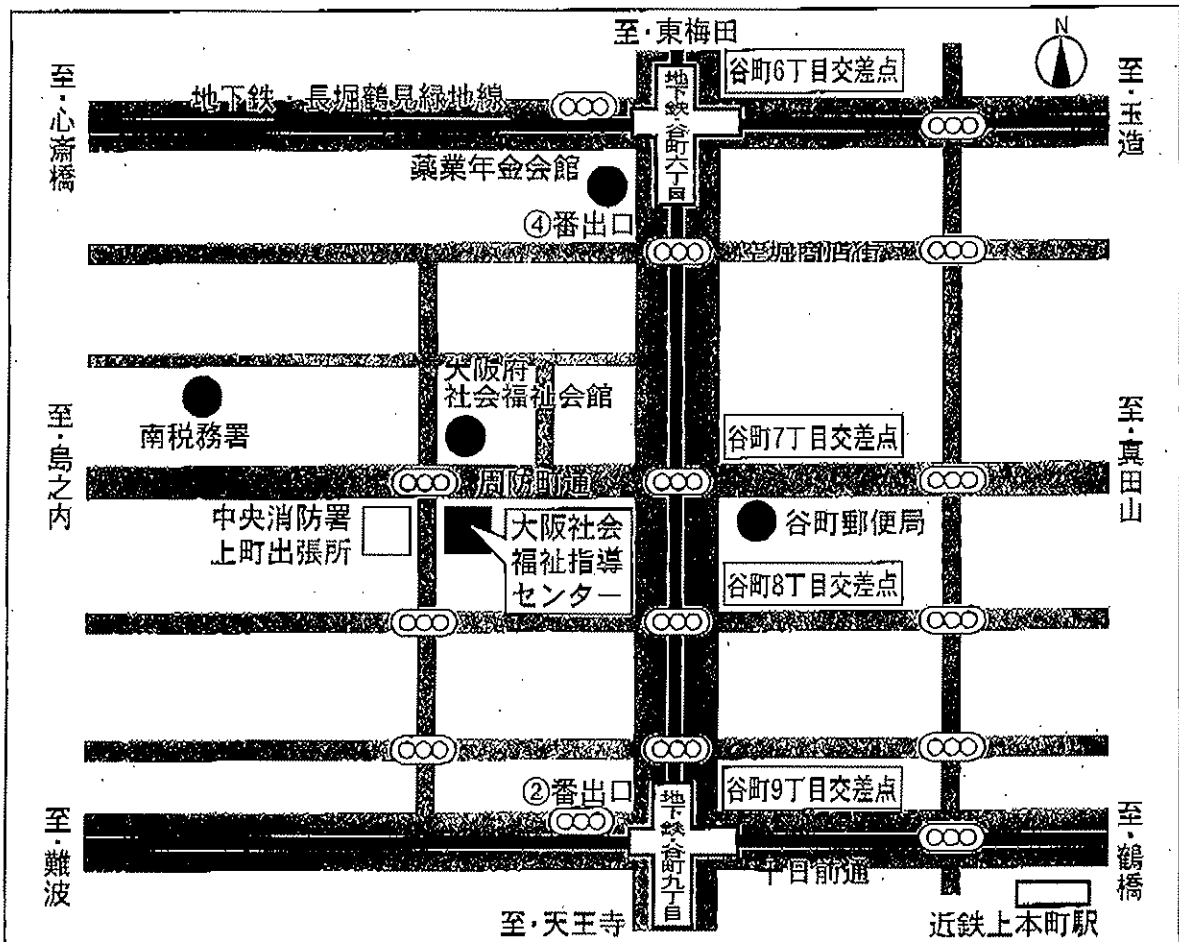 至・東梅田
谷町6丁目交差点
N
至・心斎橋
地下鉄・長堀鶴見緑地線
地下鉄・谷町六丁目
至・玉造
薬業年金会館
④番出口
空堀商店街
大阪府
社会福祉会館
南税務署
至・島之内
谷町7丁目交差点
至・真田山
周防町通
中央消防署
上町出張所
大阪社会
福祉指導
センター
谷町郵便局
谷町8丁目交差点
②番出口
谷町9丁目交差点
至・難波
地下鉄・谷町九丁目
千日前通
至・鶴橋
至・天王寺
近鉄上本町駅